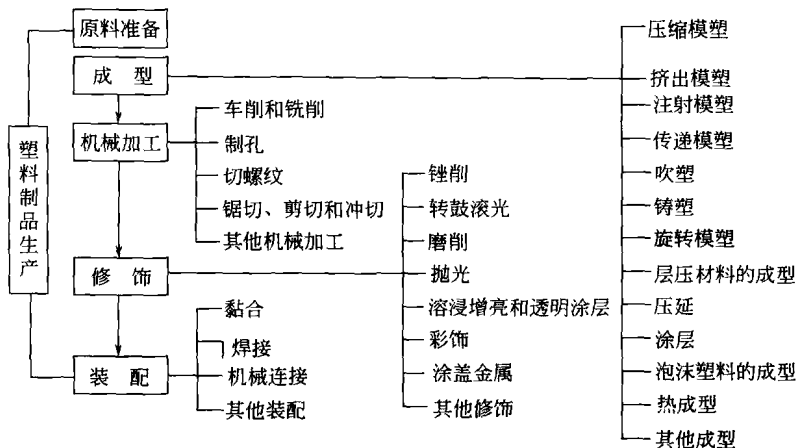 塑料制品生产
原料准备
成 型
机械加工
修 饰
装 配
车削和铣削
制孔
切螺纹
锯切、剪切和冲切
其他机械加工
黏合
焊接
机械连接
其他装配
锉削
转鼓滚光
磨削
抛光
溶浸增亮和透明涂层
彩饰
涂盖金属
其他修饰
压缩模塑
挤出模塑
注射模塑
传递模塑
吹塑
铸塑
旋转模塑
层压材料的成型
压延
涂层
泡沫塑料的成型
热成型
其他成型